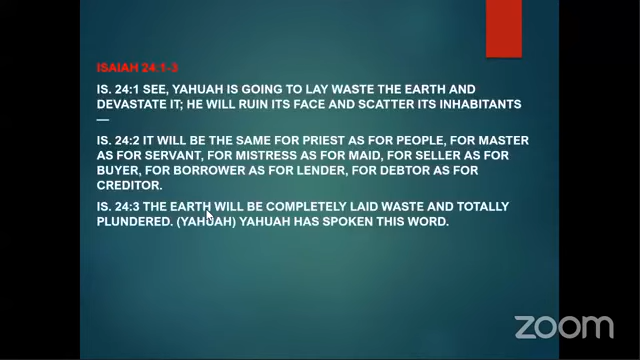 ISAIAH 24:1-3
IS. 24:1 SEE, YAHUAH IS GOING TO LAY WASTE THE EARTH AND
DEVASTATE IT; HE WILL RUIN ITS FACE AND SCATTER ITS INHABITANTS
—
IS. 24:2 IT WILL BE THE SAME FOR PRIEST AS FOR PEOPLE, FOR MASTER
AS FOR SERVANT, FOR MISTRESS AS FOR MAID, FOR SELLER AS FOR
BUYER, FOR BORROWER AS FOR LENDER, FOR DEBTOR AS FOR
CREDITOR.
IS. 24:3 THE EARTH WILL BE COMPLETELY LAID WASTE AND TOTALLY
PLUNDERED. (YAHUAH) YAHUAH HAS SPOKEN THIS WORD.
zoom